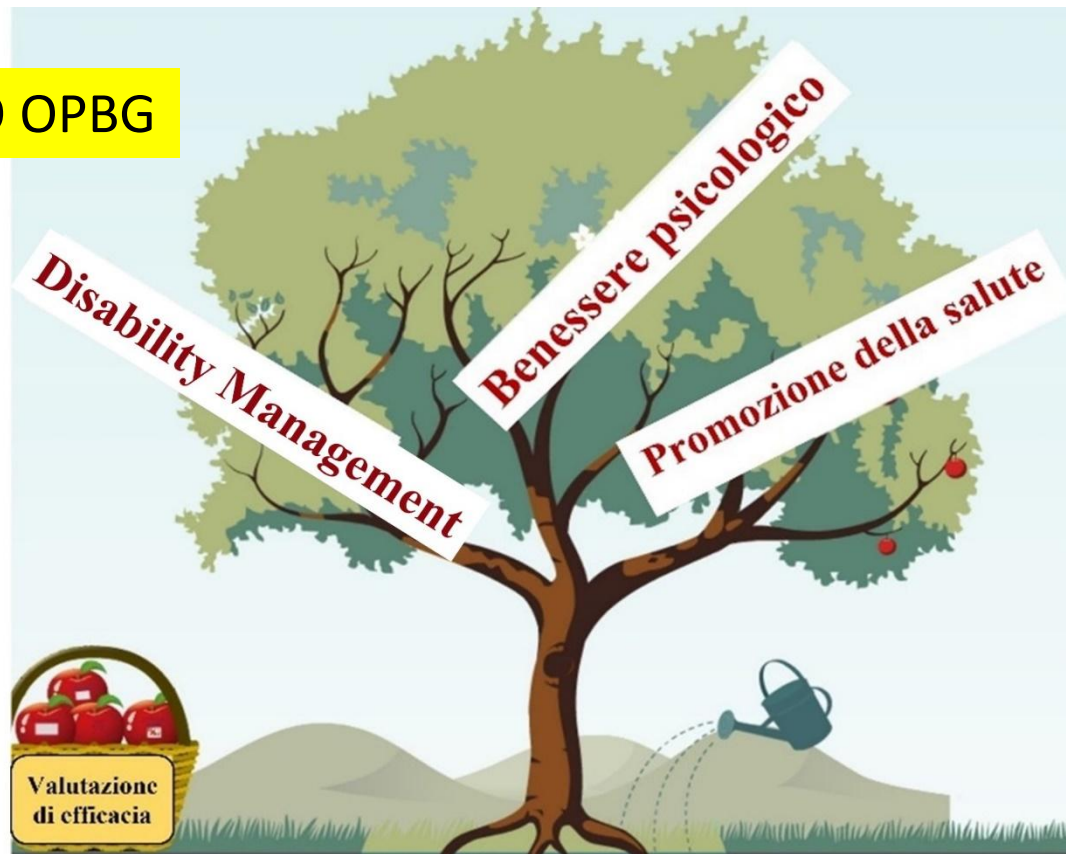 OPBG
Disability Management
Benessere psicologico
Promozione della salute
Valutazione
di efficacia